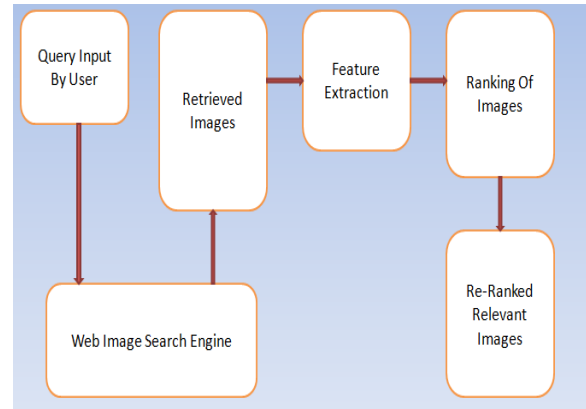 Query Input
By User
Web Image Search Engine
Retrieved
Images
Feature
Extraction
Ranking Of
Images
Re-Ranked
Relevant
Images